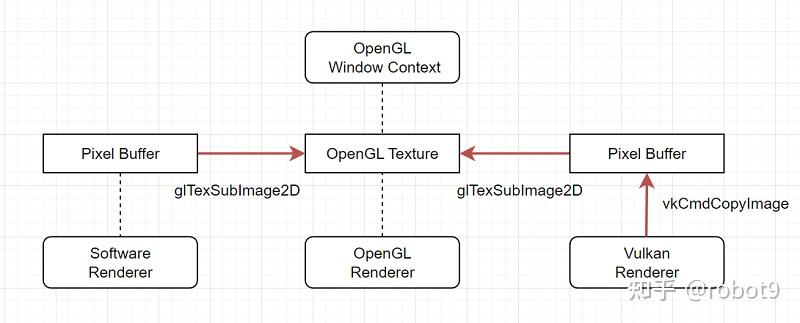 OpenGL
Window Context
Pixel Buffer
OpenGL Texture
Pixel Buffer
glTexSubImage2D
glTexSubImage2D
vkCmdCopyImage
Software
Renderer
OpenGL
Renderer
Vulkan
Renderer
知乎 @robot9